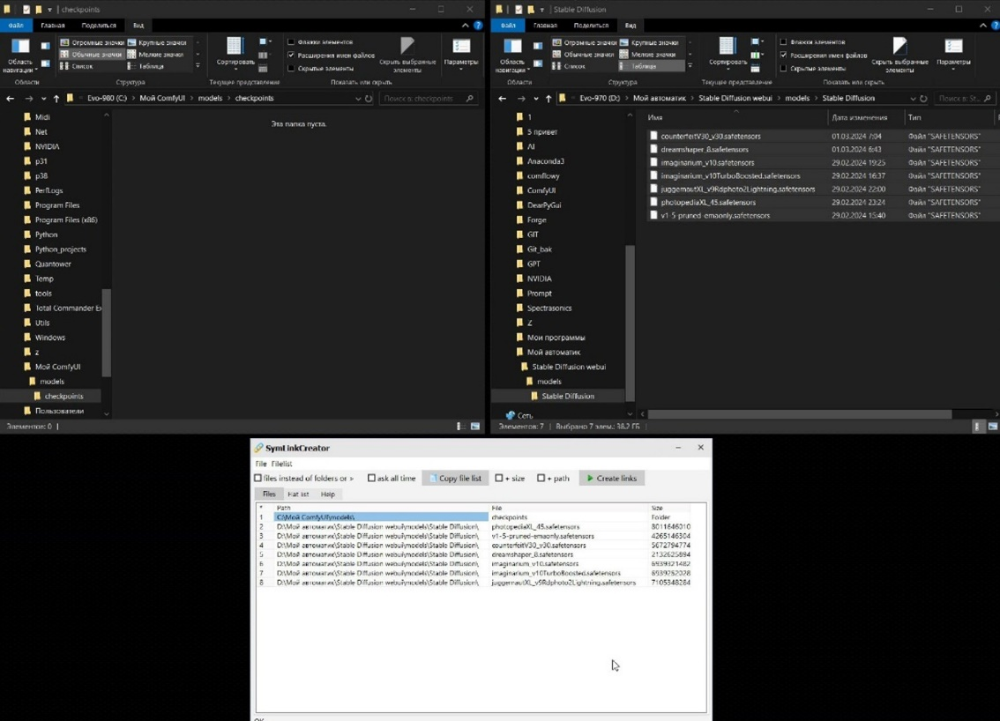 checkpoints
Файл Главная Поделиться Вид
Область навигации
Огромные значки Крупные значки
Обычные значки Мелкие значки
Список Таблица
Сортировать
Флажки элементов
Расширения имен файлов
Скрытые элементы
Скрыть выбранные элементы
Параметры
Области Структура Текущее представление Показать или скрыть
Evo-980 (C:) > Мой ComfyUI > models > checkpoints
Поиск в: checkpoints
Midi
Net
NVIDIA
p31
p38
PerfLogs
Program Files
Program Files (x86)
Python
Python_projects
Quantower
Temp
tools
Total Commander E
Utils
Windows
z
Мой ComfyUI
models
checkpoints
Пользователи
Эта папка пуста.
Элементов: 0
Stable Diffusion
Файл Главная Поделиться Вид
Область навигации
Огромные значки Крупные значки
Обычные значки Мелкие значки
Список Таблица
Сортировать
Флажки элементов
Расширения имен файлов
Скрытые элементы
Скрыть выбранные элементы
Параметры
Области Структура Текущее представление Показать или скрыть
Evo-970 (D:) > Мой автоматик > Stable Diffusion webui > models > Stable Diffusion
Поиск в: St...
1
5 привет
AI
Anaconda3
comflowy
ComfyUI
DearPyGui
Forge
GIT
Git_bak
GPT
NVIDIA
Prompt
Spectrasonics
Z
Мои программы
Мой автоматик
Stable Diffusion webui
models
Stable Diffusion
Сеть
Имя Дата изменения Тип
counterfeitV30_v30.safetensors 01.03.2024 7:04 Файл "SAFETENSORS"
dreamshaper_8.safetensors 01.03.2024 6:43 Файл "SAFETENSORS"
imaginarium_v10.safetensors 29.02.2024 19:25 Файл "SAFETENSORS"
imaginarium_v10TurboBoosted.safetensors 29.02.2024 16:37 Файл "SAFETENSORS"
juggernautXL_v9Rdphoto2Lightning.safetensors 29.02.2024 22:00 Файл "SAFETENSORS"
photopediaXL_45.safetensors 29.02.2024 23:24 Файл "SAFETENSORS"
v1-5-pruned-emaonly.safetensors 29.02.2024 15:40 Файл "SAFETENSORS"
Элементов: 7 Выбрано 7 элем.: 38,2 ГБ
SymLinkCreator
File Filelist
files instead of folders or > ask all time Copy file list + size + path Create links
Files Flat list Help
* Path File Size
1 C:\Мой ComfyUI\models\ checkpoints Folder
2 D:\Мой автоматик\Stable Diffusion webui\models\Stable Diffusion\ photopediaXL_45.safetensors 8011646010
3 D:\Мой автоматик\Stable Diffusion webui\models\Stable Diffusion\ v1-5-pruned-emaonly.safetensors 4265146304
4 D:\Мой автоматик\Stable Diffusion webui\models\Stable Diffusion\ counterfeitV30_v30.safetensors 5672794774
5 D:\Мой автоматик\Stable Diffusion webui\models\Stable Diffusion\ dreamshaper_8.safetensors 2132625894
6 D:\Мой автоматик\Stable Diffusion webui\models\Stable Diffusion\ imaginarium_v10.safetensors 6939321482
7 D:\Мой автоматик\Stable Diffusion webui\models\Stable Diffusion\ imaginarium_v10TurboBoosted.safetensors 6939262028
8 D:\Мой автоматик\Stable Diffusion webui\models\Stable Diffusion\ juggernautXL_v9Rdphoto2Lightning.safetensors 7105348284